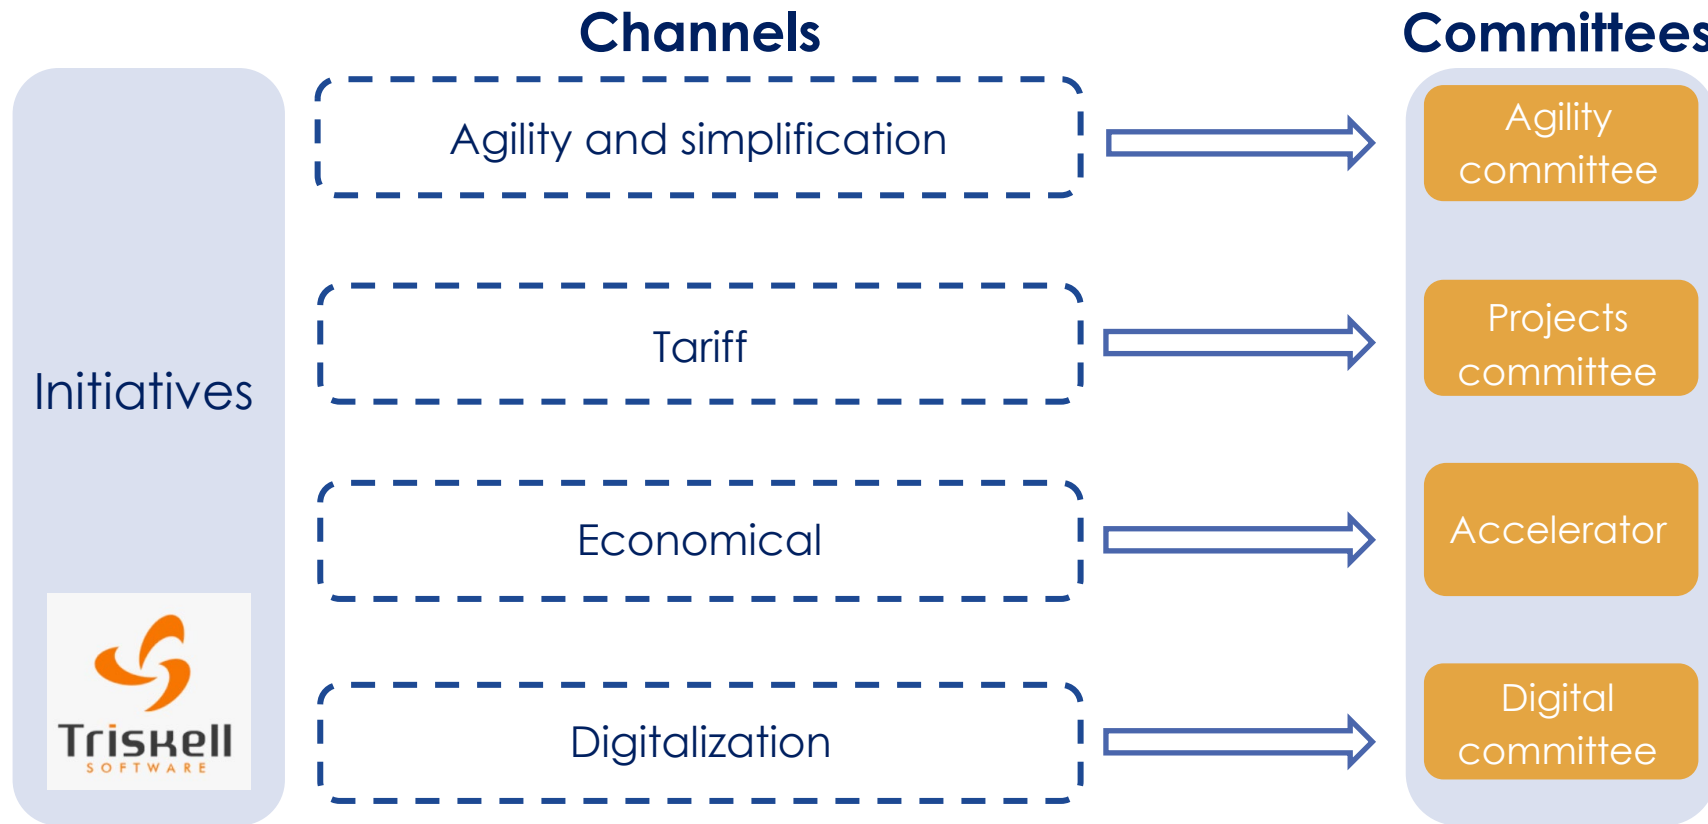 Channels
Committees
Initiatives
Agility and simplification
Agility
committee
Tariff
Projects
committee
Economical
Accelerator
Digitalization
Digital
committee
Triskell
SOFTWARE